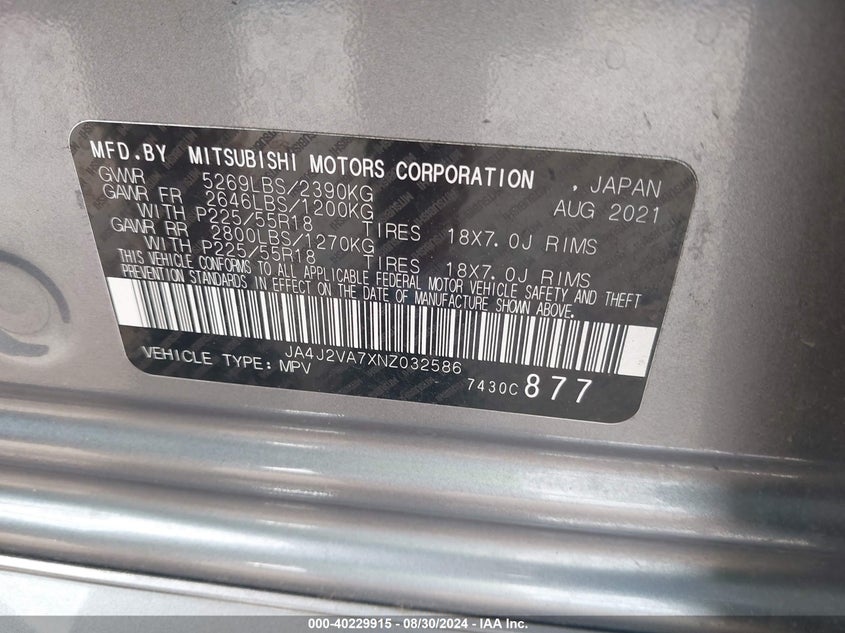 MFD.BY MITSUBISHI MOTORS CORPORATION , JAPAN
GVWR 5269LBS/2390KG AUG 2021
GAWR FR 2646LBS/1200KG
WITH P225/55R18 TIRES 18X7.0J RIMS
GAWR RR 2800LBS/1270KG
WITH P225/55R18 TIRES 18X7.0J RIMS
THIS VEHICLE CONFORMS TO ALL APPLICABLE FEDERAL MOTOR VEHICLE SAFETY AND THEFT
PREVENTION STANDARDS IN EFFECT ON THE DATE OF MANUFACTURE SHOWN ABOVE.
JA4J2VA7XNZ032586
VEHICLE TYPE: MPV 7430C 877
000-40229915 - 08/30/2024 - IAA Inc.